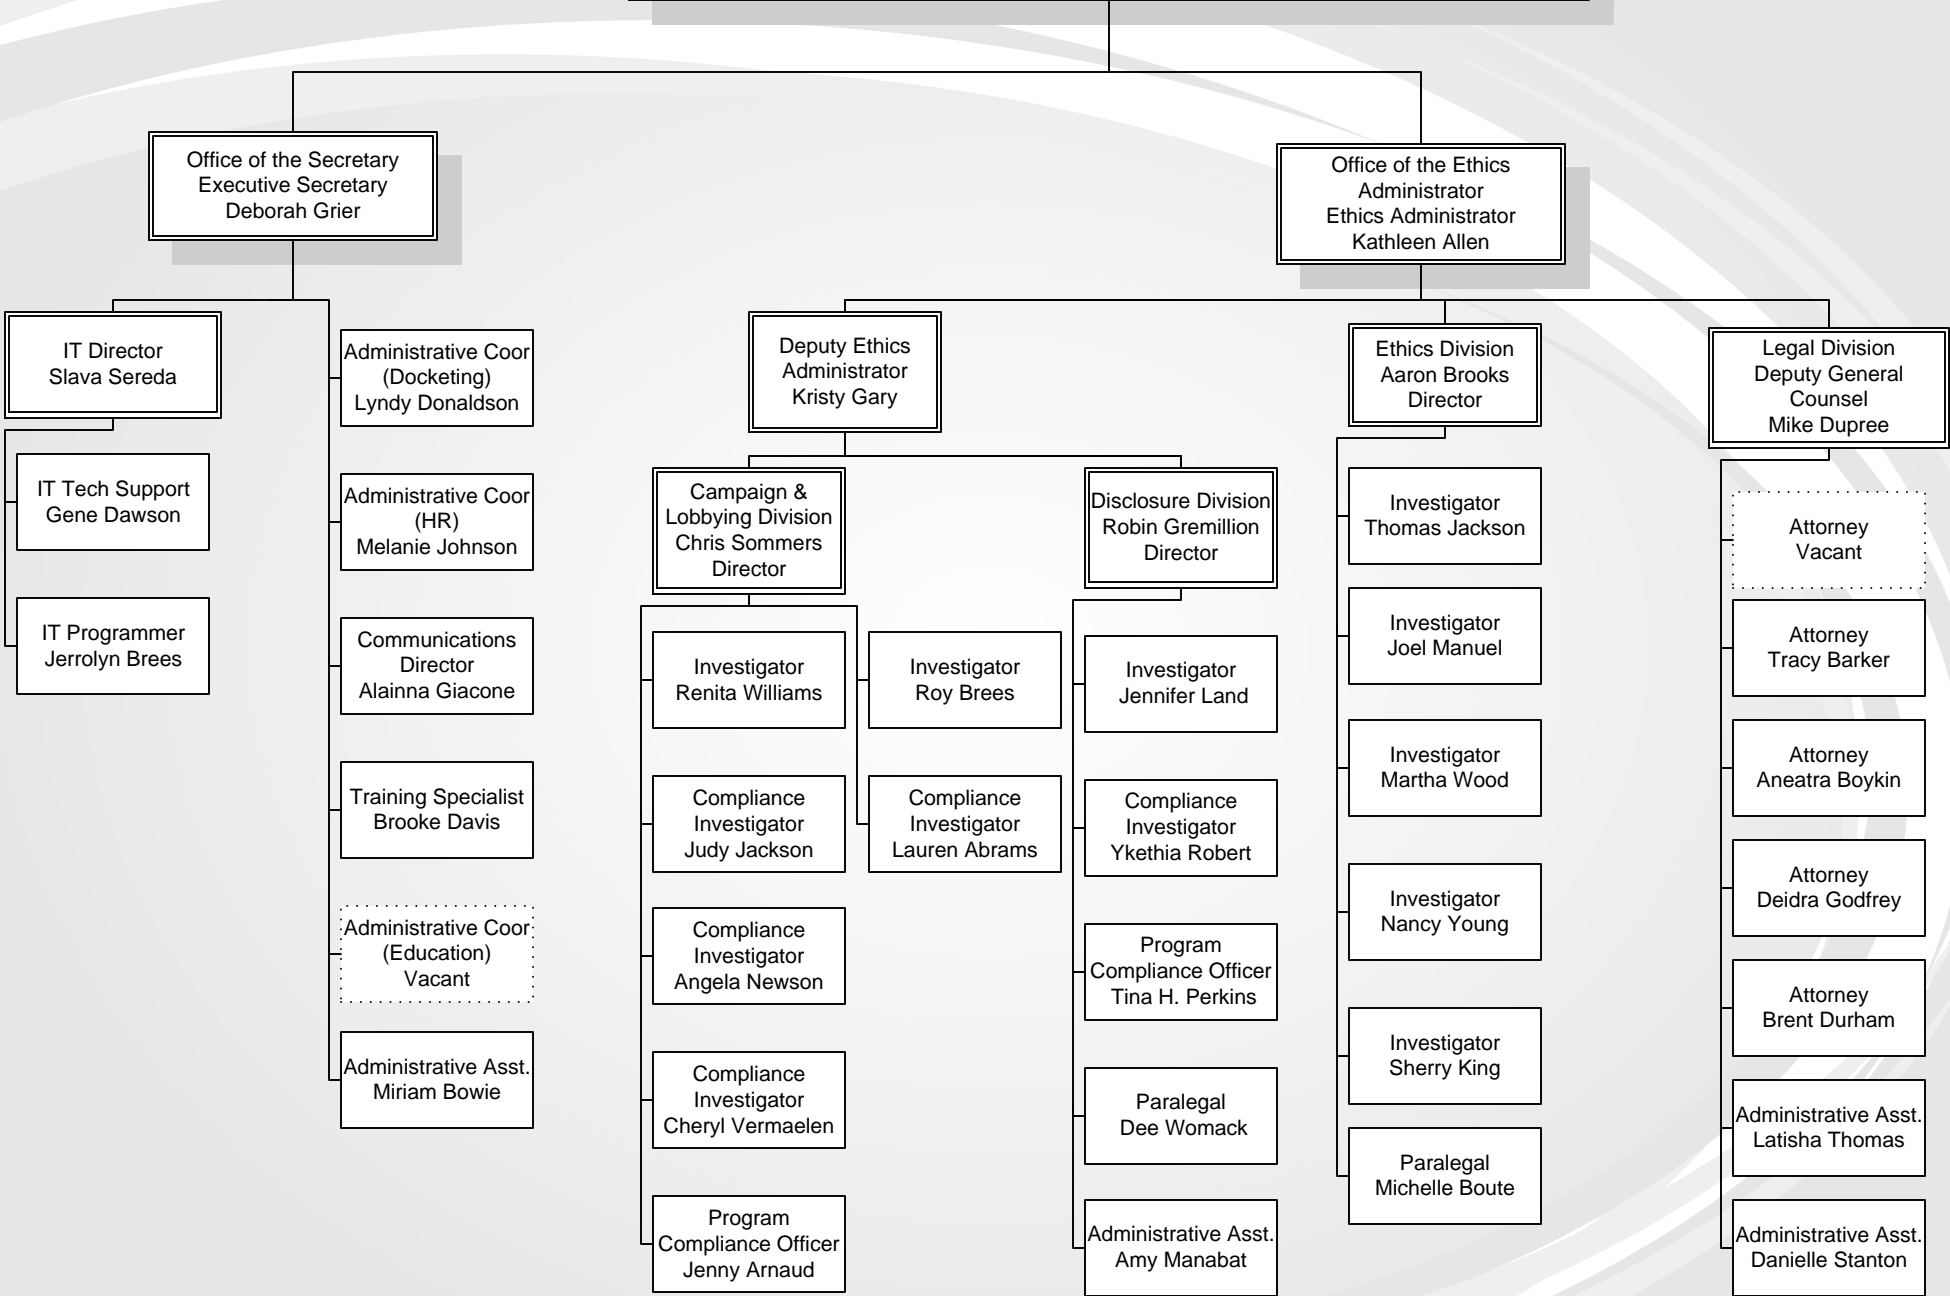 Office of the Secretary
Executive Secretary
Deborah Grier
Office of the Ethics
Administrator
Ethics Administrator
Kathleen Allen
IT Director
Slava Sereda
IT Tech Support
Gene Dawson
IT Programmer
Jerrolyn Brees
Administrative Coor
(Docketing)
Lyndy Donaldson
Administrative Coor
(HR)
Melanie Johnson
Communications
Director
Alainna Giacone
Training Specialist
Brooke Davis
Administrative Coor
(Education)
Vacant
Administrative Asst.
Miriam Bowie
Deputy Ethics
Administrator
Kristy Gary
Campaign &
Lobbying Division
Chris Sommers
Director
Investigator
Renita Williams
Compliance
Investigator
Judy Jackson
Compliance
Investigator
Angela Newson
Compliance
Investigator
Cheryl Vermaelen
Program
Compliance Officer
Jenny Arnaud
Investigator
Roy Brees
Compliance
Investigator
Lauren Abrams
Disclosure Division
Robin Gremillion
Director
Investigator
Jennifer Land
Compliance
Investigator
Ykethia Robert
Program
Compliance Officer
Tina H. Perkins
Paralegal
Dee Womack
Administrative Asst.
Amy Manabat
Ethics Division
Aaron Brooks
Director
Investigator
Thomas Jackson
Investigator
Joel Manuel
Investigator
Martha Wood
Investigator
Nancy Young
Investigator
Sherry King
Paralegal
Michelle Boute
Legal Division
Deputy General
Counsel
Mike Dupree
Attorney
Vacant
Attorney
Tracy Barker
Attorney
Aneatra Boykin
Attorney
Deidra Godfrey
Attorney
Brent Durham
Administrative Asst.
Latisha Thomas
Administrative Asst.
Danielle Stanton